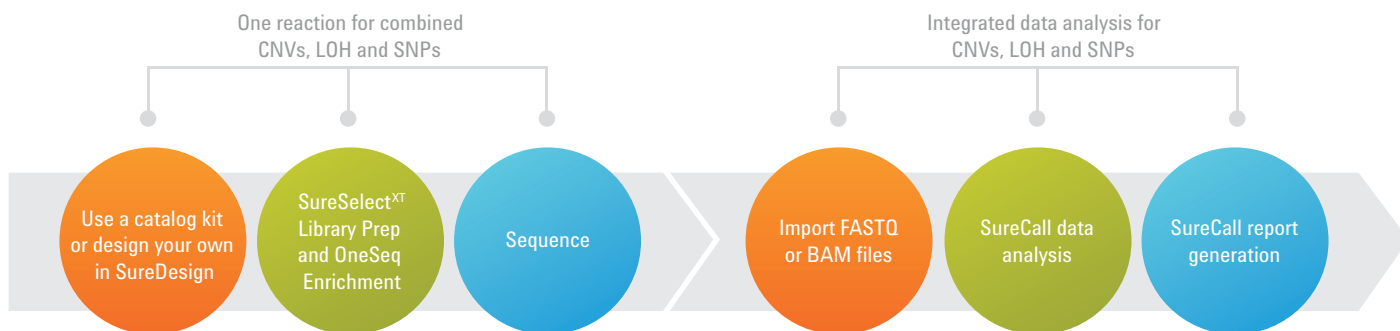 One reaction for combined
CNVs, LOH and SNPs
Integrated data analysis for
CNVs, LOH and SNPs
Use a catalog kit
or design your own
in SureDesign
SureSelectXT
Library Prep
and OneSeq
Enrichment
Sequence
Import FASTQ
or BAM files
SureCall data
analysis
SureCall report
generation